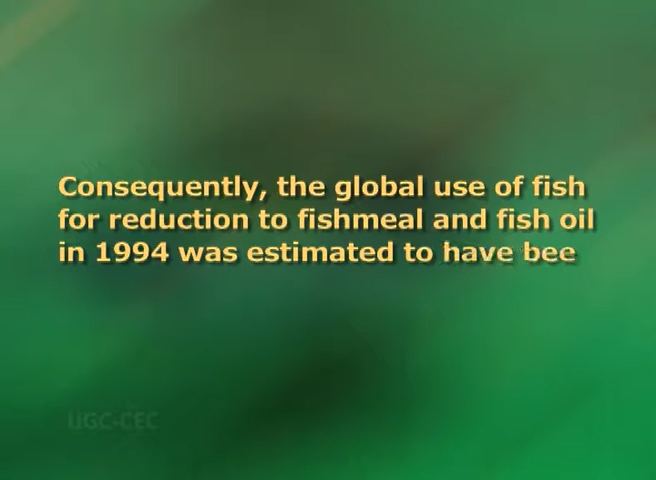 Consequently, the global use of fish
for reduction to fishmeal and fish oil
in 1994 was estimated to have bee
UGC-CEC